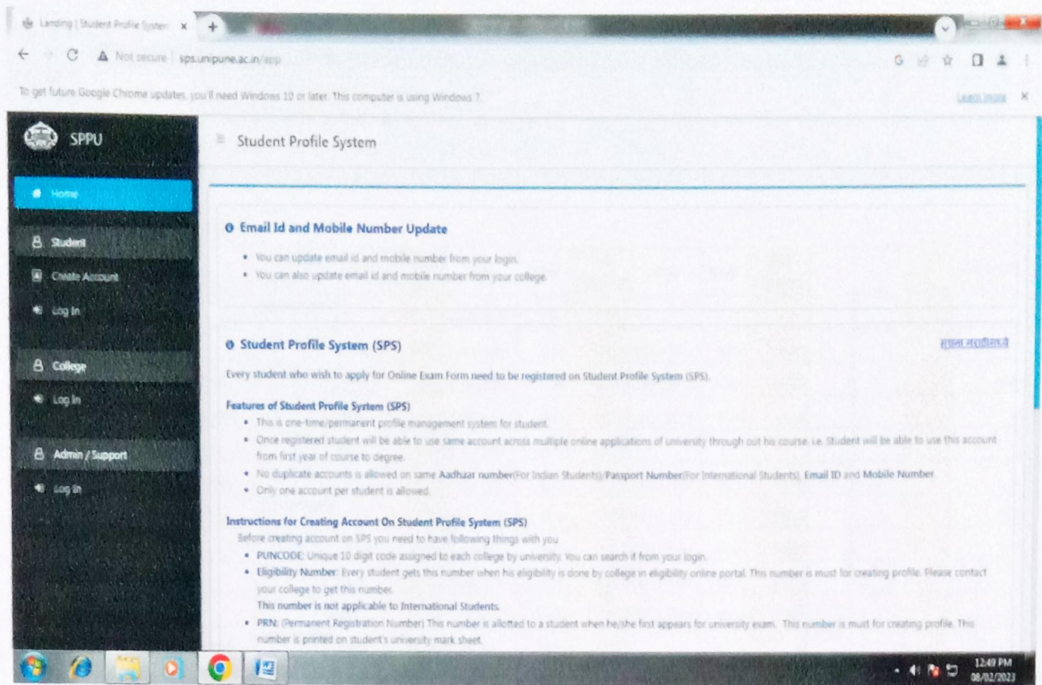 Landing | Student Profile System
Not secure | sps.unipune.ac.in/app
G
To get future Google Chrome updates, you'll need Windows 10 or later. This computer is using Windows 7.
Learn more
SPPU
Student Profile System
Home
Student
Create Account
Log In
College
Log In
Admin / Support
Log In
Email Id and Mobile Number Update
You can update email id and mobile number from your login.
You can also update email id and mobile number from your college.
Student Profile System (SPS)
सूचना मराठीमध्ये
Every student who wish to apply for Online Exam Form need to be registered on Student Profile System (SPS).
Features of Student Profile System (SPS)
This is one-time/permanent profile management system for student.
Once registered student will be able to use same account across multiple online applications of university through out his course, i.e. Student will be able to use this account
from first year of course to degree.
No duplicate accounts is allowed on same Aadhaar number(For Indian Students)/Passport Number(For International Students), Email ID and Mobile Number.
Only one account per student is allowed.
Instructions for Creating Account On Student Profile System (SPS)
Before creating account on SPS you need to have following things with you
PUNCODE: Unique 10 digit code assigned to each college by university. You can search it from your login.
Eligibility Number: Every student gets this number when his eligibility is done by college in eligibility online portal. This number is must for creating profile. Please contact
your college to get this number.
This number is not applicable to International Students.
PRN: (Permanent Registration Number) This number is allotted to a student when he/she first appears for university exam. This number is must for creating profile. This
number is printed on student's university mark sheet.
12:49 PM
08/02/2023